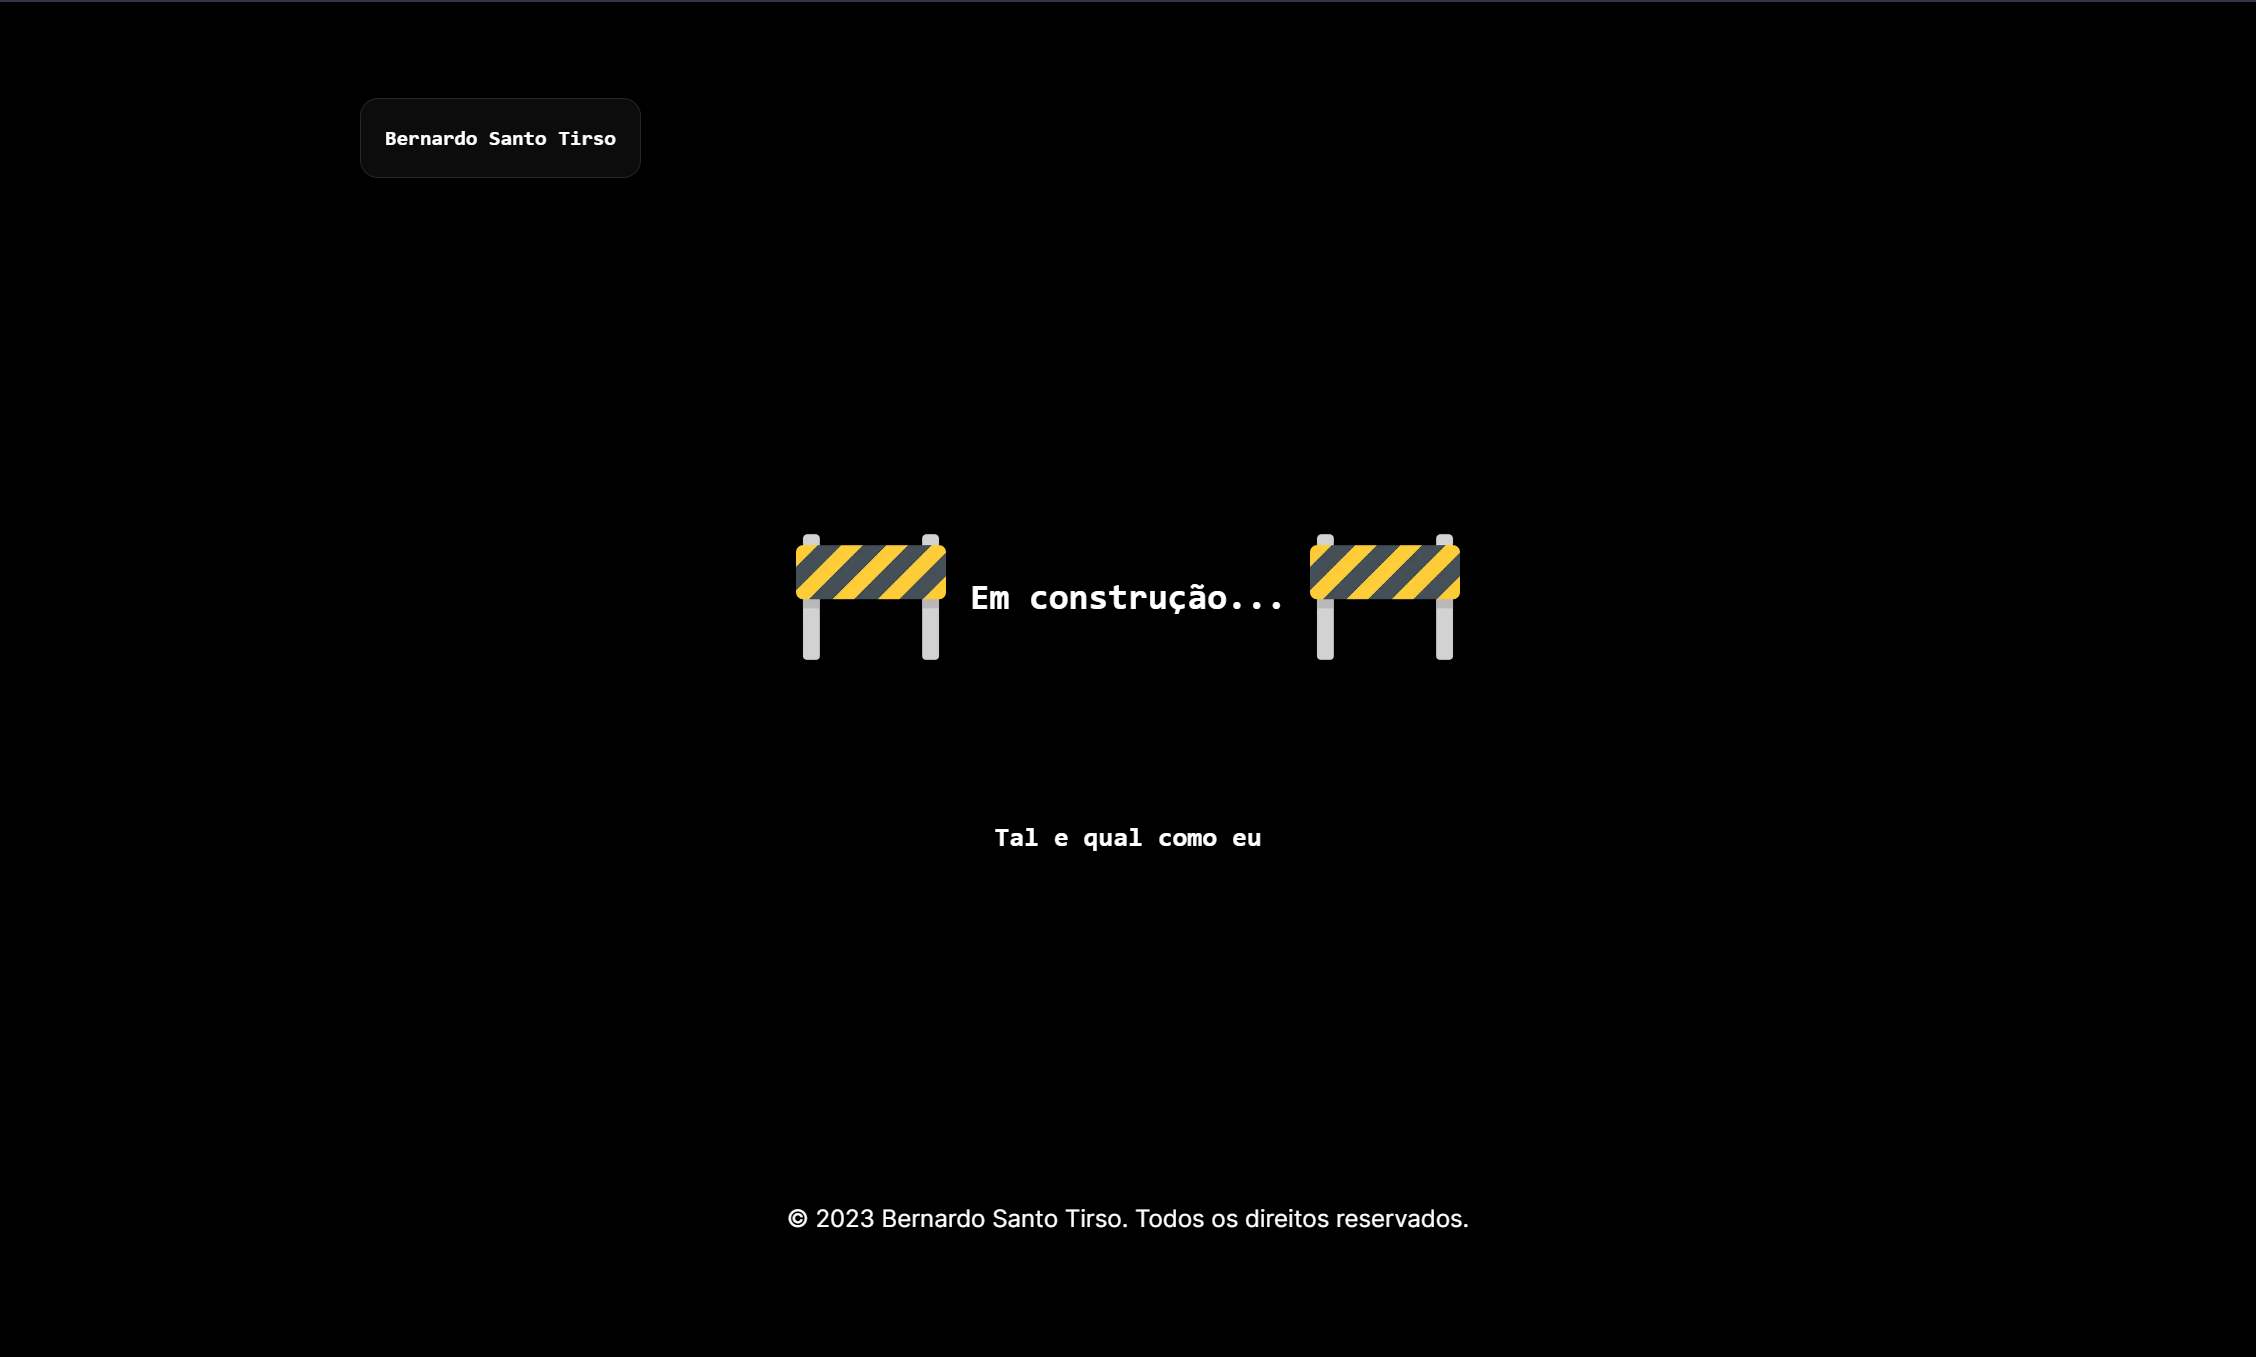 Bernardo Santo Tirso
Em construção...
Tal e qual como eu
© 2023 Bernardo Santo Tirso. Todos os direitos reservados.